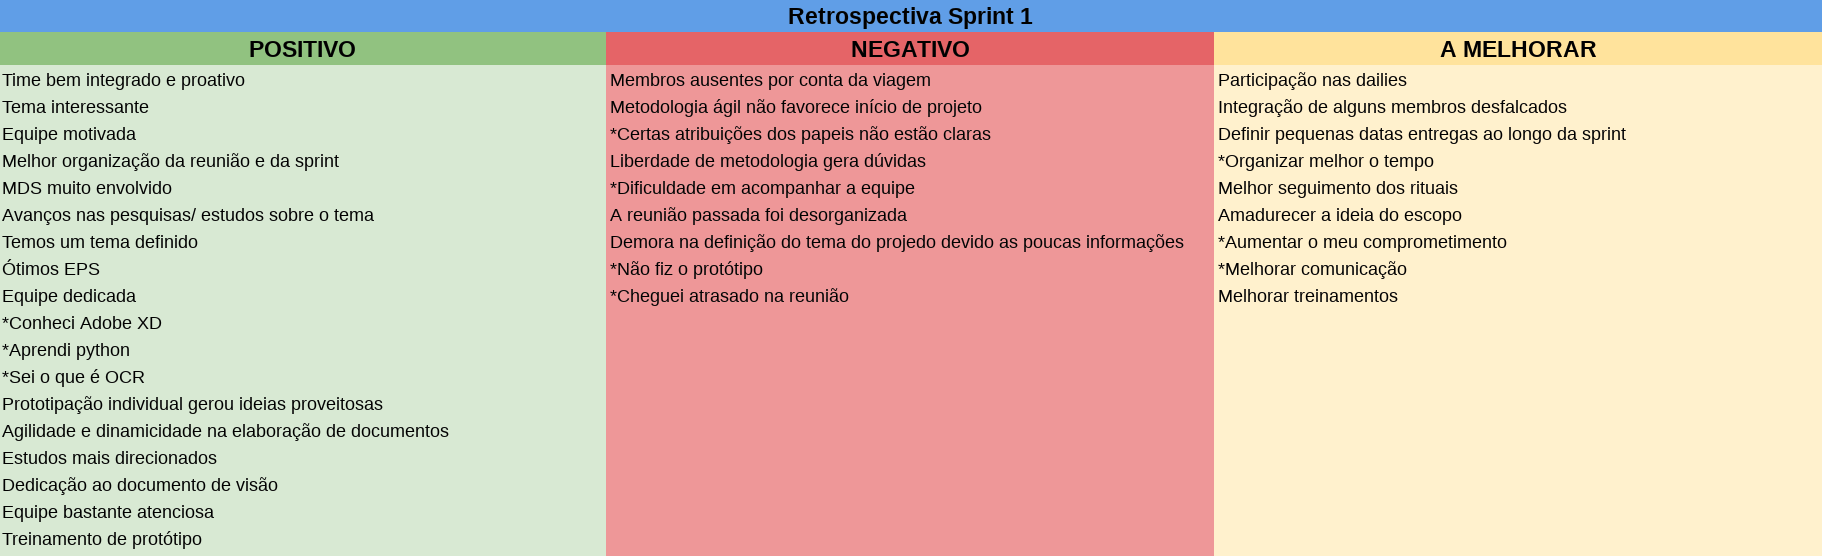 Retrospectiva Sprint 1
POSITIVO
Time bem integrado e proativo
Tema interessante
Equipe motivada
Melhor organização da reunião e da sprint
MDS muito envolvido
Avanços nas pesquisas/ estudos sobre o tema
Temos um tema definido
Ótimos EPS
Equipe dedicada
*Conheci Adobe XD
*Aprendi python
*Sei o que é OCR
Prototipação individual gerou ideias proveitosas
Agilidade e dinamicidade na elaboração de documentos
Estudos mais direcionados
Dedicação ao documento de visão
Equipe bastante atenciosa
Treinamento de protótipo
NEGATIVO
Membros ausentes por conta da viagem
Metodologia ágil não favorece início de projeto
*Certas atribuições dos papeis não estão claras
Liberdade de metodologia gera dúvidas
*Dificuldade em acompanhar a equipe
A reunião passada foi desorganizada
Demora na definição do tema do projedo devido as poucas informações
*Não fiz o protótipo
*Cheguei atrasado na reunião
A MELHORAR
Participação nas dailies
Integração de alguns membros desfalcados
Definir pequenas datas entregas ao longo da sprint
*Organizar melhor o tempo
Melhor seguimento dos rituais
Amadurecer a ideia do escopo
*Aumentar o meu comprometimento
*Melhorar comunicação
Melhorar treinamentos